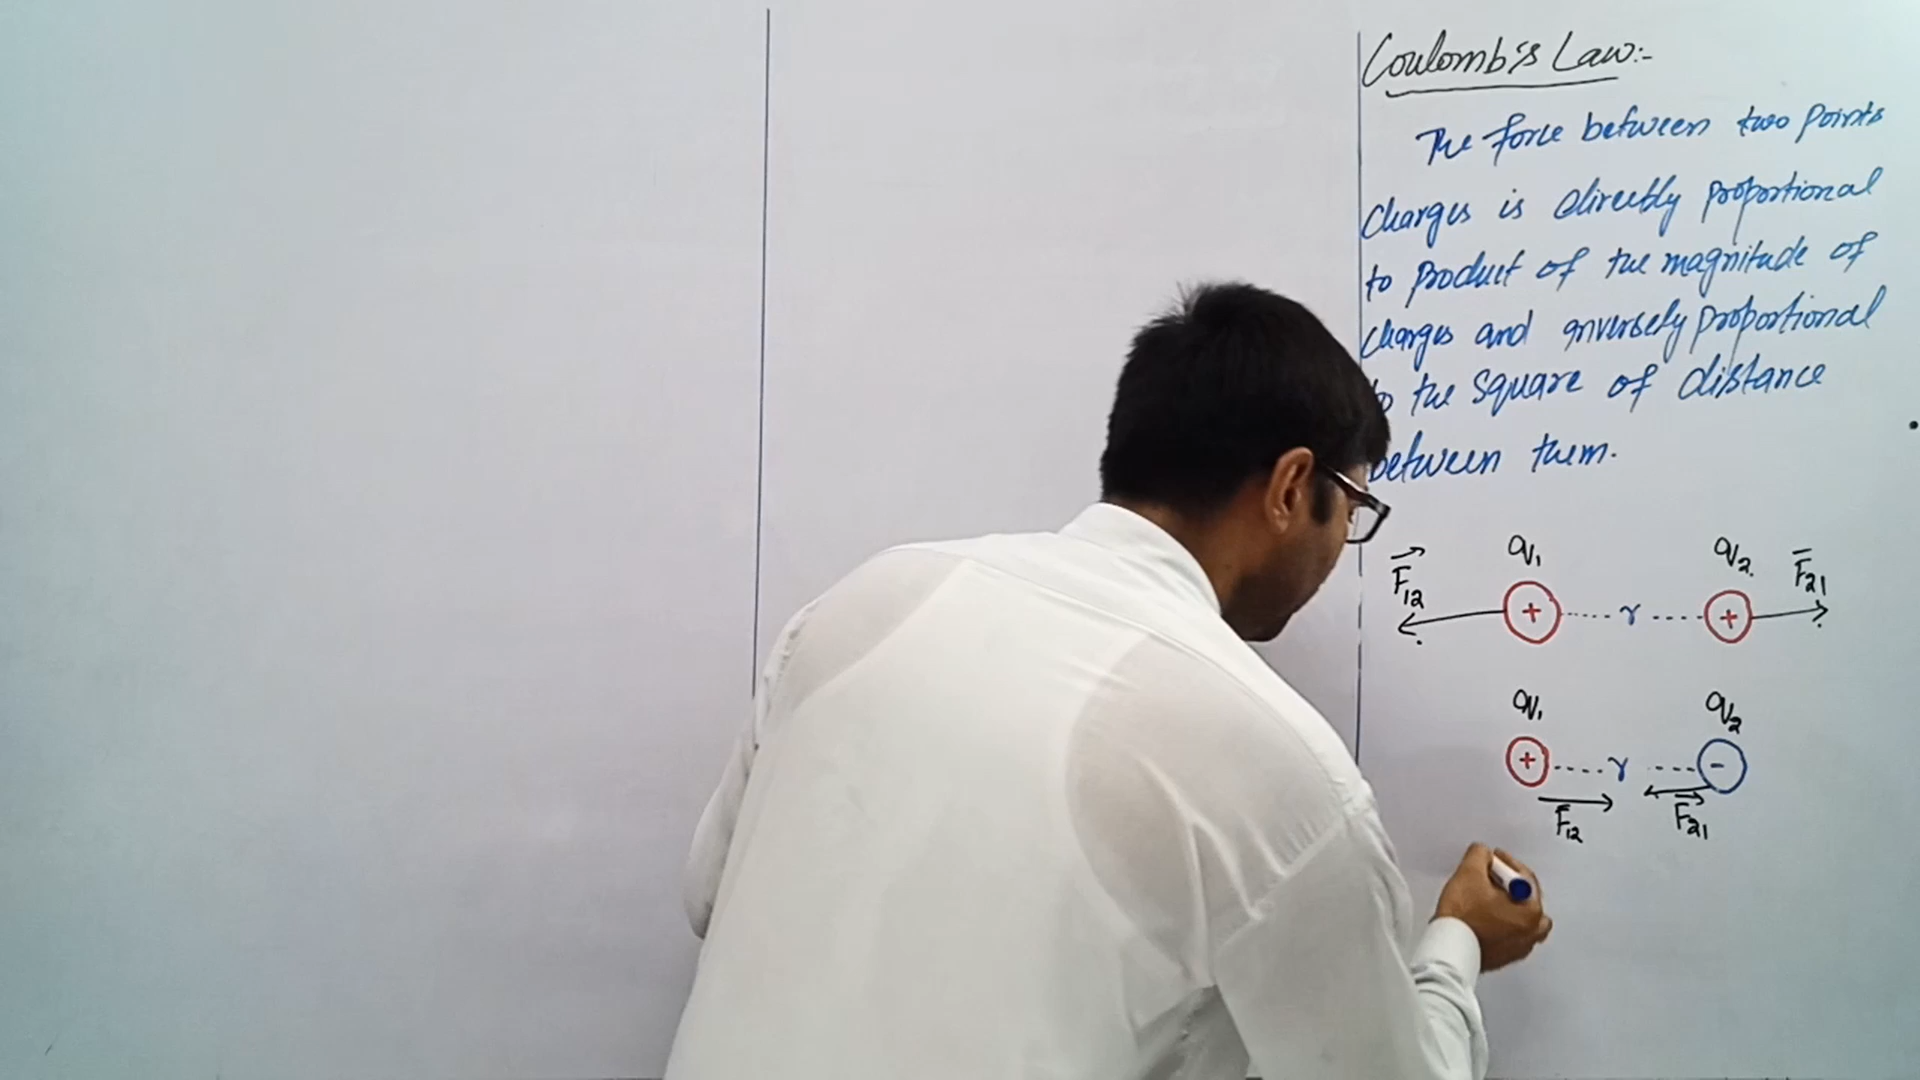 Coulomb's Law:-
The force between two points
charges is directly proportional
to product of the magnitude of
charges and inversely proportional
to the square of distance
between them.
q1 q2
F12 F21
+ r +
q1 q2
+ r -
F12 F21